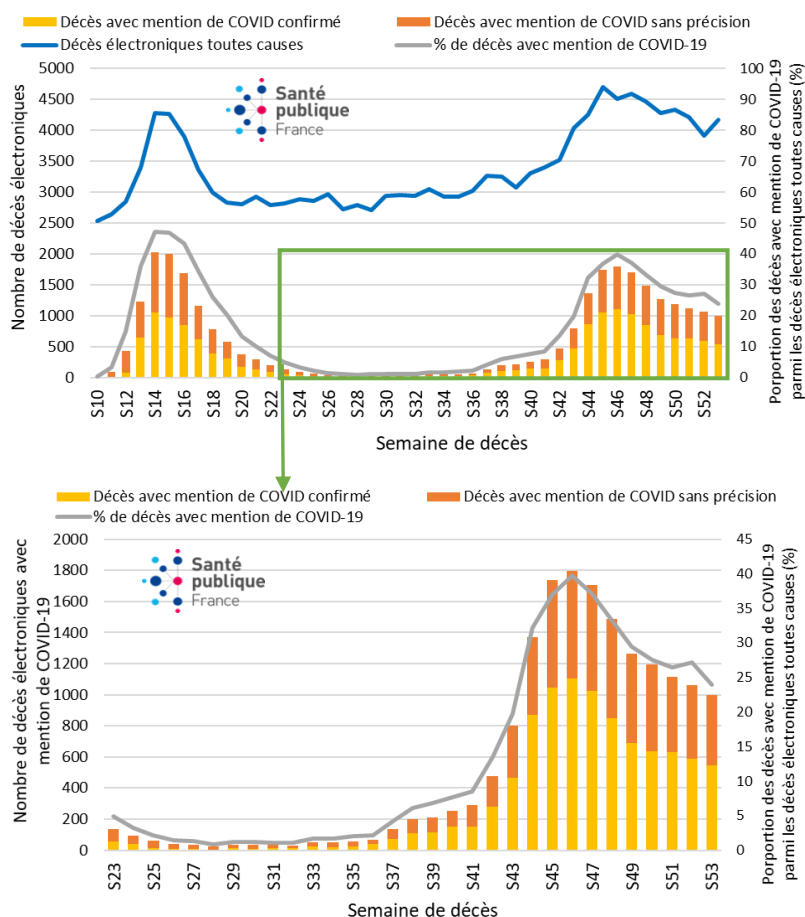 Décès avec mention de COVID confirmé
Décès avec mention de COVID sans précision
Décès électroniques toutes causes
% de décès avec mention de COVID-19
5000
4500
4000
3500
3000
2500
2000
1500
1000
500
0
100
90
80
70
60
50
40
30
20
10
0
Nombre de décès électroniques
Porportion des décès avec mention de COVID-19
parmi les décès électroniques toutes causes (%)
Santé
publique
France
S10
S12
S14
S16
S18
S20
S22
S24
S26
S28
S30
S32
S34
S36
S38
S40
S42
S44
S46
S48
S50
S52
Semaine de décès
Décès avec mention de COVID confirmé
Décès avec mention de COVID sans précision
% de décès avec mention de COVID-19
2000
1800
1600
1400
1200
1000
800
600
400
200
0
45
40
35
30
25
20
15
10
5
0
Nombre de décès électroniques avec
mention de COVID-19
Porportion des décès avec mention de COVID-19
parmi les décès électroniques toutes causes (%)
Santé
publique
France
S23
S25
S27
S29
S31
S33
S35
S37
S39
S41
S43
S45
S47
S49
S51
S53
Semaine de décès